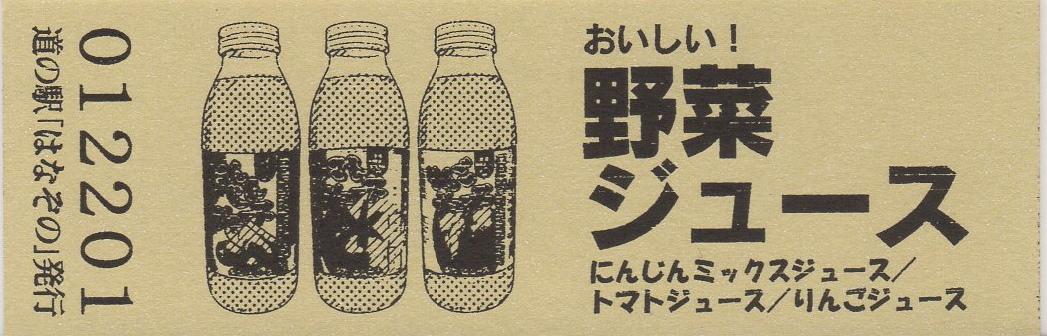 おいしい！
野菜
ジュース
にんじんミックスジュース／
トマトジュース／りんごジュース
012201
道の駅「はなぞの」発行